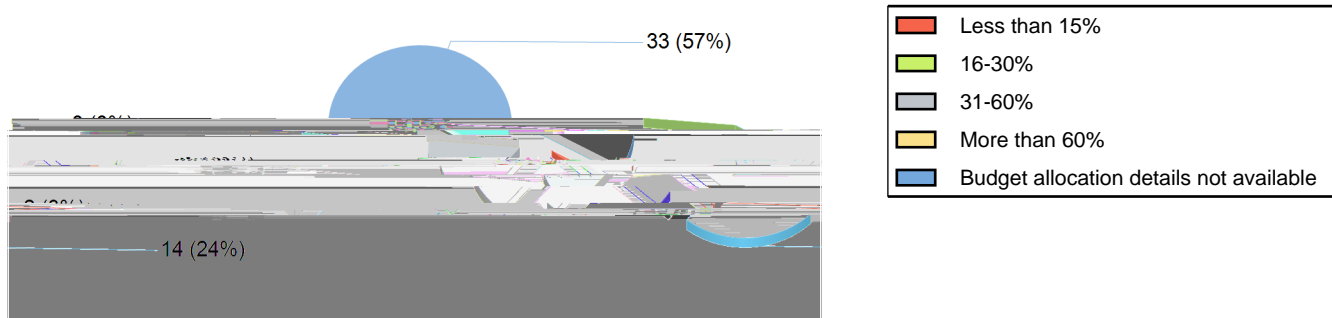 33 (57%)
14 (24%)
Less than 15%
16-30%
31-60%
More than 60%
Budget allocation details not available